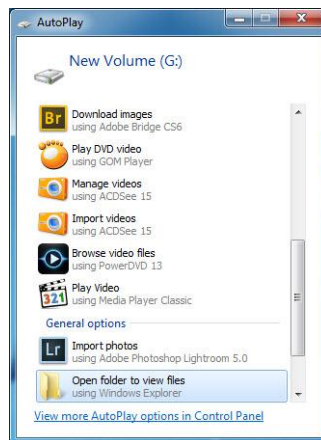 AutoPlay
New Volume (G:)
Br
Download images
using Adobe Bridge CS6
Play DVD video
using GOM Player
Manage videos
using ACDSee 15
Import videos
using ACDSee 15
Browse video files
using PowerDVD 13
321
Play Video
using Media Player Classic
General options
Lr
Import photos
using Adobe Photoshop Lightroom 5.0
Open folder to view files
using Windows Explorer
View more AutoPlay options in Control Panel